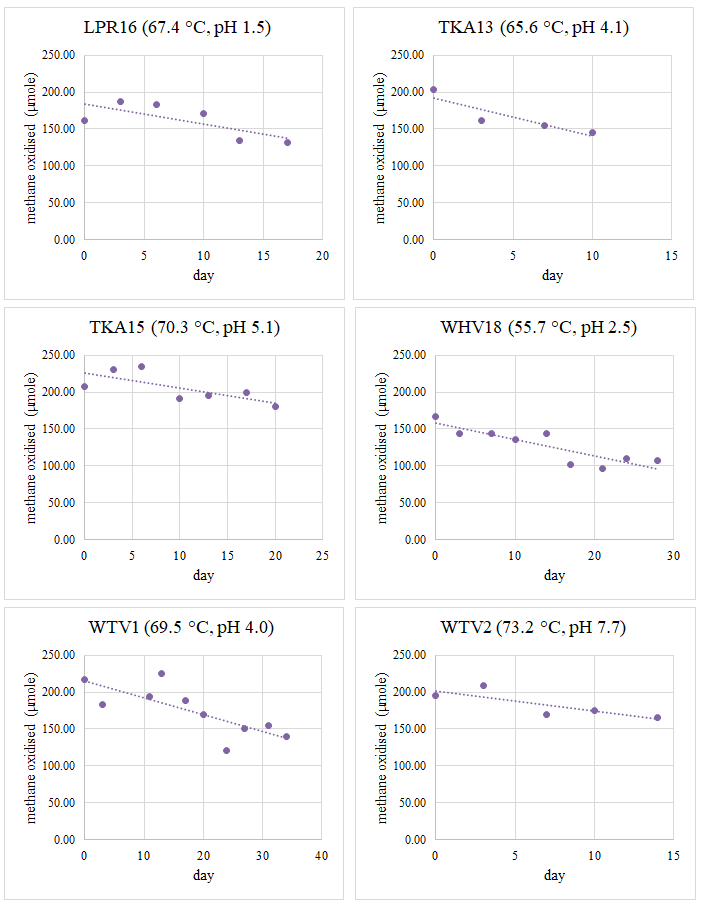 LPR16 (67.4 °C, pH 1.5)
methane oxidised (µmole)
250.00
200.00
150.00
100.00
50.00
0.00
0 5 10 15 20
day
TKA13 (65.6 °C, pH 4.1)
methane oxidised (µmole)
250.00
200.00
150.00
100.00
50.00
0.00
0 5 10 15
day
TKA15 (70.3 °C, pH 5.1)
methane oxidised (µmole)
250.00
200.00
150.00
100.00
50.00
0.00
0 5 10 15 20 25
day
WHV18 (55.7 °C, pH 2.5)
methane oxidised (µmole)
250.00
200.00
150.00
100.00
50.00
0.00
0 10 20 30
day
WTV1 (69.5 °C, pH 4.0)
methane oxidised (µmole)
250.00
200.00
150.00
100.00
50.00
0.00
0 10 20 30 40
day
WTV2 (73.2 °C, pH 7.7)
methane oxidised (µmole)
250.00
200.00
150.00
100.00
50.00
0.00
0 5 10 15
day